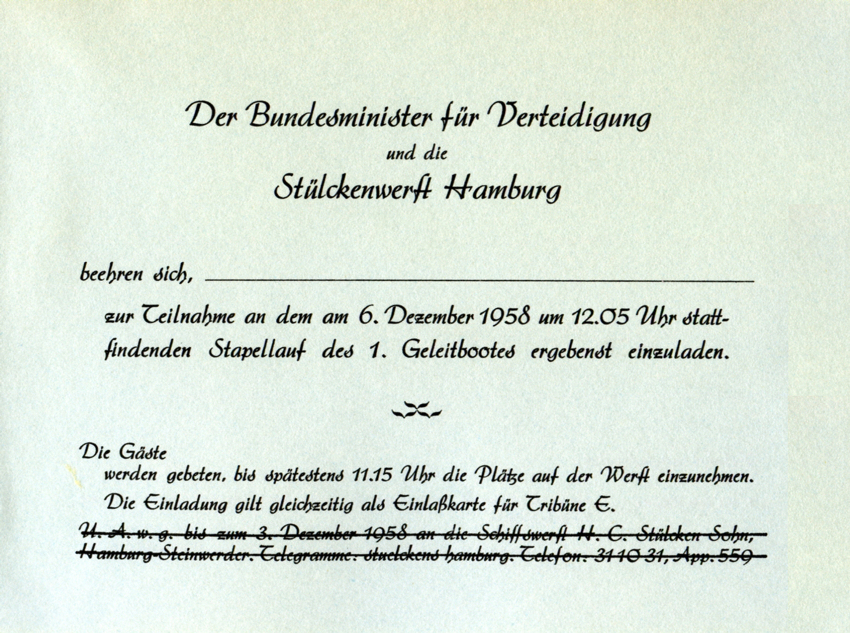 Der Bundesminister für Verteidigung
und die
Stülckenwerft Hamburg
beehren sich,
zur Teilnahme an dem am 6. Dezember 1958 um 12.05 Uhr statt-
findenden Stapellauf des 1. Geleitbootes ergebenst einzuladen.
Die Gäste
werden gebeten, bis spätestens 11.15 Uhr die Plätze auf der Werft einzunehmen.
Die Einladung gilt gleichzeitig als Einlaßkarte für Tribüne E.
U. A. w. g. bis zum 3. Dezember 1958 an die Schiffswerft H. C. Stülcken Sohn,
Hamburg-Steinwerder. Telegramme: stuelckens hamburg. Telefon: 31 10 31, App. 559